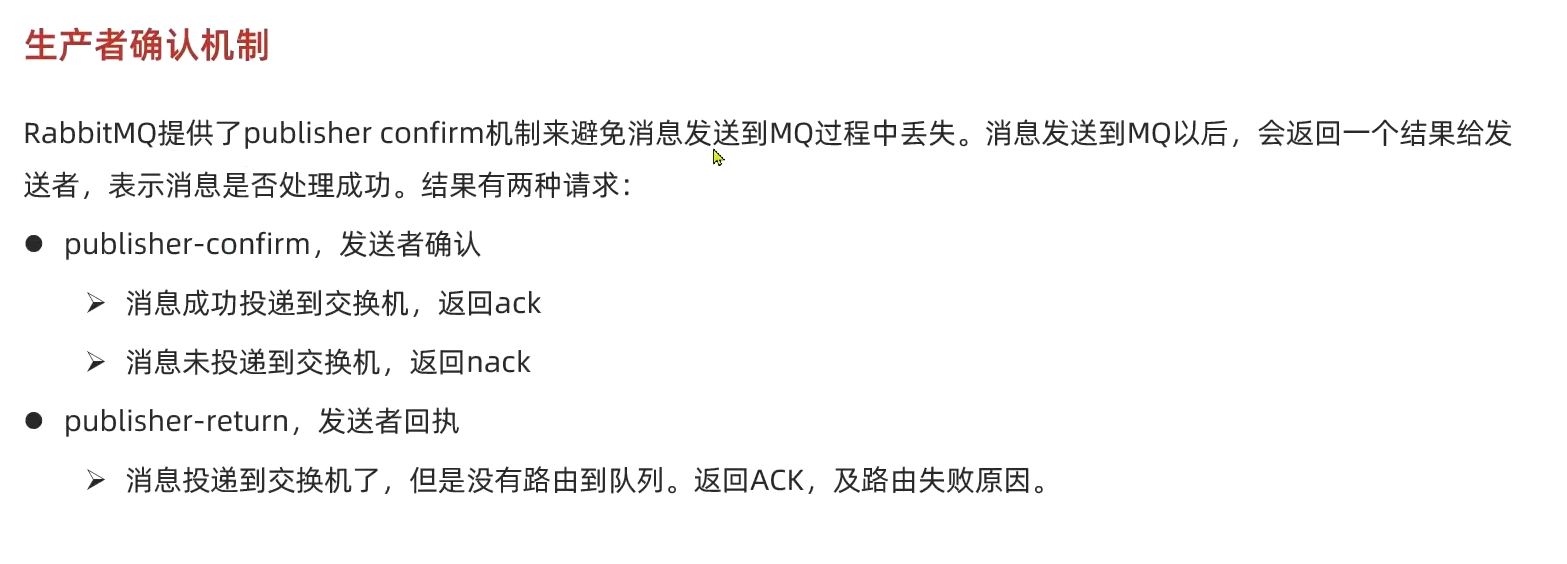 生产者确认机制
RabbitMQ提供了publisher confirm机制来避免消息发送到MQ过程中丢失。消息发送到MQ以后，会返回一个结果给发
送者，表示消息是否处理成功。结果有两种请求：
● publisher-confirm，发送者确认
➢ 消息成功投递到交换机，返回ack
➢ 消息未投递到交换机，返回nack
● publisher-return，发送者回执
➢ 消息投递到交换机了，但是没有路由到队列。返回ACK，及路由失败原因。